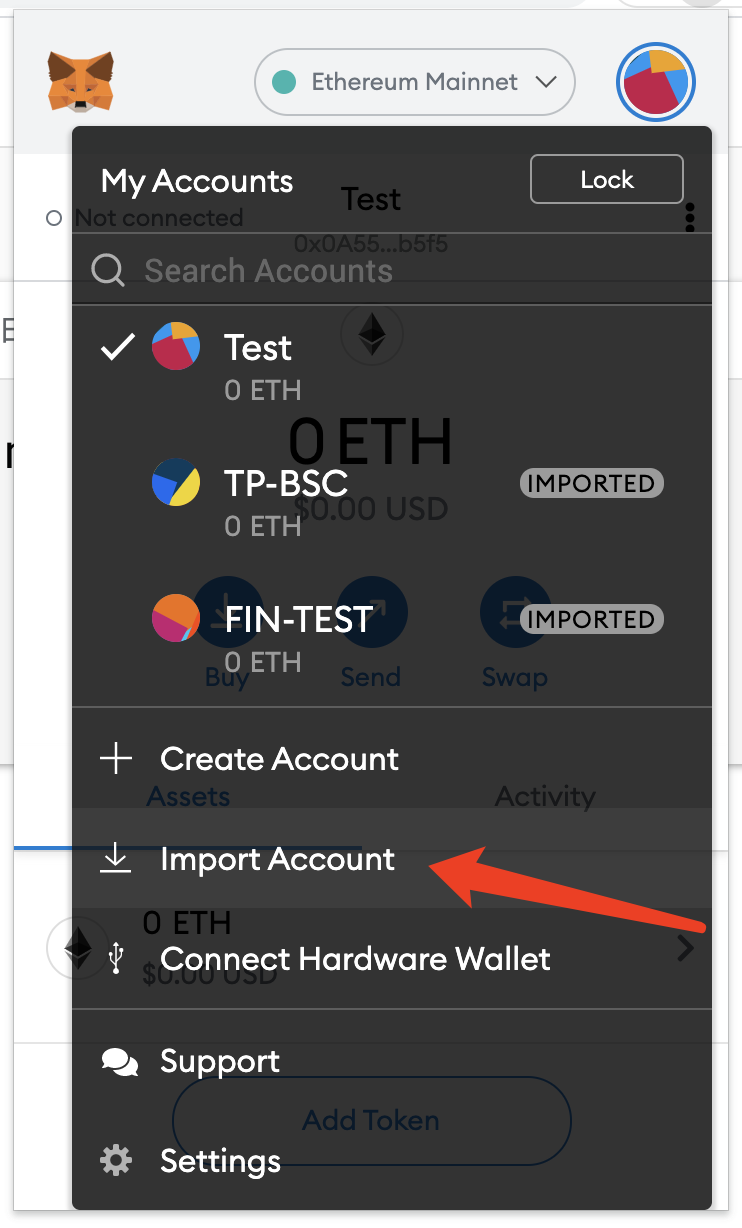 Ethereum Mainnet
My Accounts
Lock
Test
Not connected
0x0A55...b5f5
Search Accounts
Test
0 ETH
0 ETH
TP-BSC
IMPORTED
$0.00 USD
0 ETH
FIN-TEST
IMPORTED
0 ETH
Buy
Send
Swap
Create Account
Assets
Activity
Import Account
0 ETH
Connect Hardware Wallet
$0.00 USD
Support
Add Token
Settings